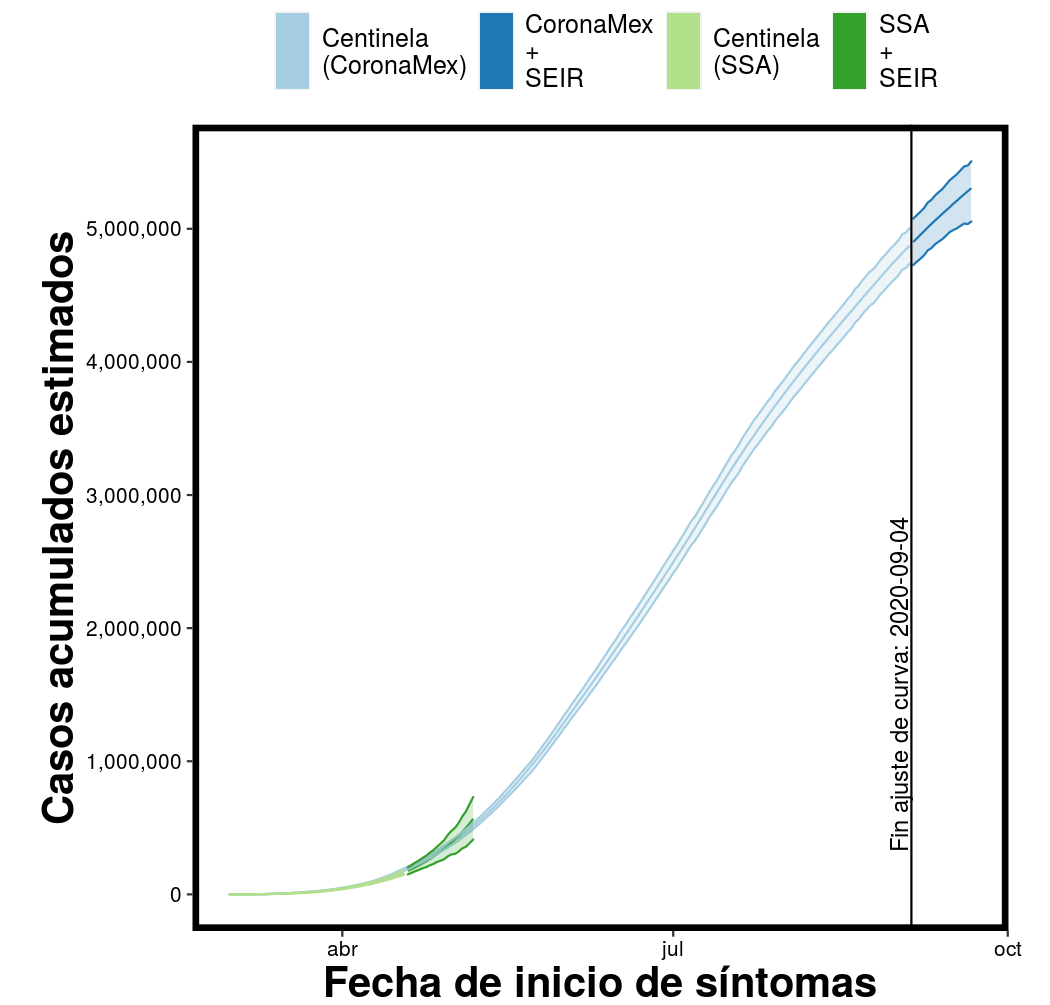 Centinela
(CoronaMex)
CoronaMex
+
SEIR
Centinela
(SSA)
SSA
+
SEIR
Casos acumulados estimados
5,000,000
4,000,000
3,000,000
2,000,000
1,000,000
0
Fin ajuste de curva: 2020-09-04
abr
jul
oct
Fecha de inicio de síntomas